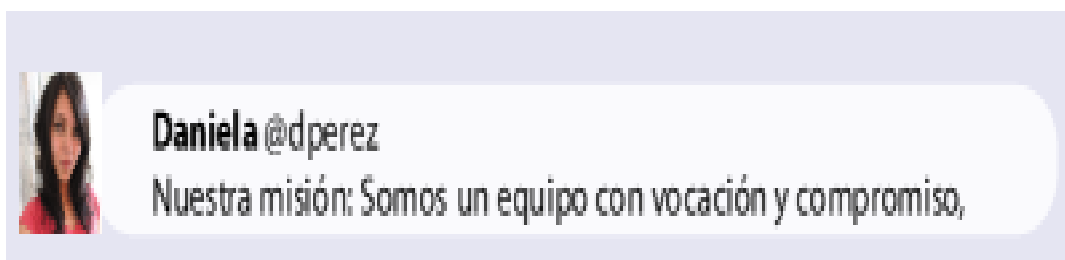 Daniela @dperez
Nuestra misión: Somos un equipo con vocación y compromiso,